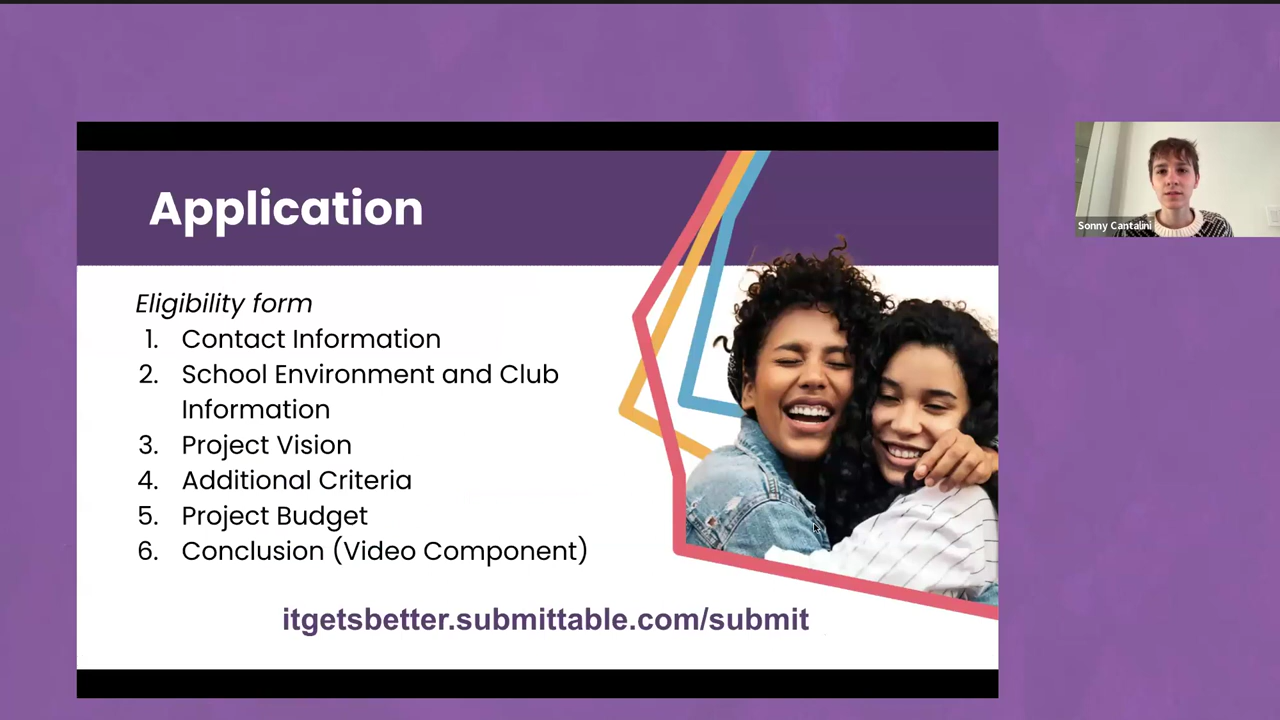 Application
Eligibility form
1. Contact Information
2. School Environment and Club
Information
3. Project Vision
4. Additional Criteria
5. Project Budget
6. Conclusion (Video Component)
itgetsbetter.submittable.com/submit
Sonny Cantalini